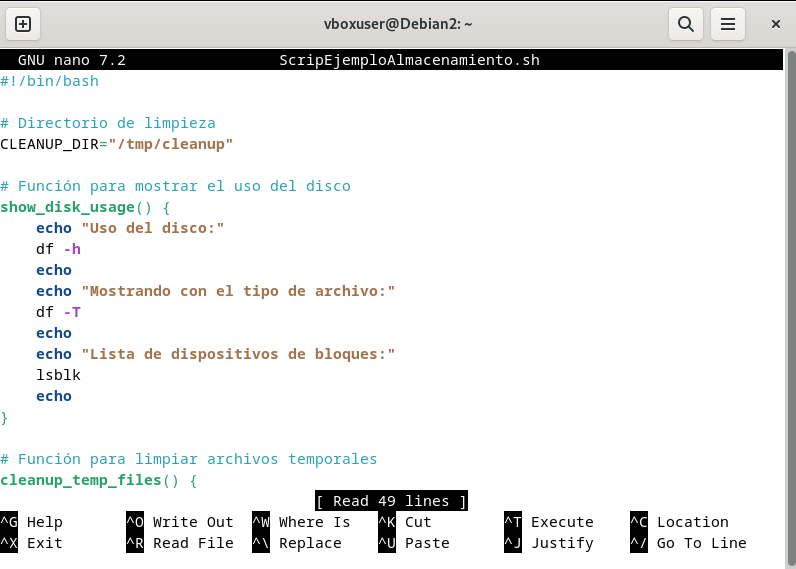 vboxuser@Debian2: ~
GNU nano 7.2 ScripEjemploAlmacenamiento.sh
#!/bin/bash
# Directorio de limpieza
CLEANUP_DIR="/tmp/cleanup"
# Función para mostrar el uso del disco
show_disk_usage() {
    echo "Uso del disco:"
    df -h
    echo
    echo "Mostrando con el tipo de archivo:"
    df -T
    echo
    echo "Lista de dispositivos de bloques:"
    lsblk
    echo
}
# Función para limpiar archivos temporales
cleanup_temp_files() {
[ Read 49 lines ]
^G Help ^O Write Out ^W Where Is ^K Cut ^T Execute ^C Location
^X Exit ^R Read File ^\ Replace ^U Paste ^J Justify ^/ Go To Line